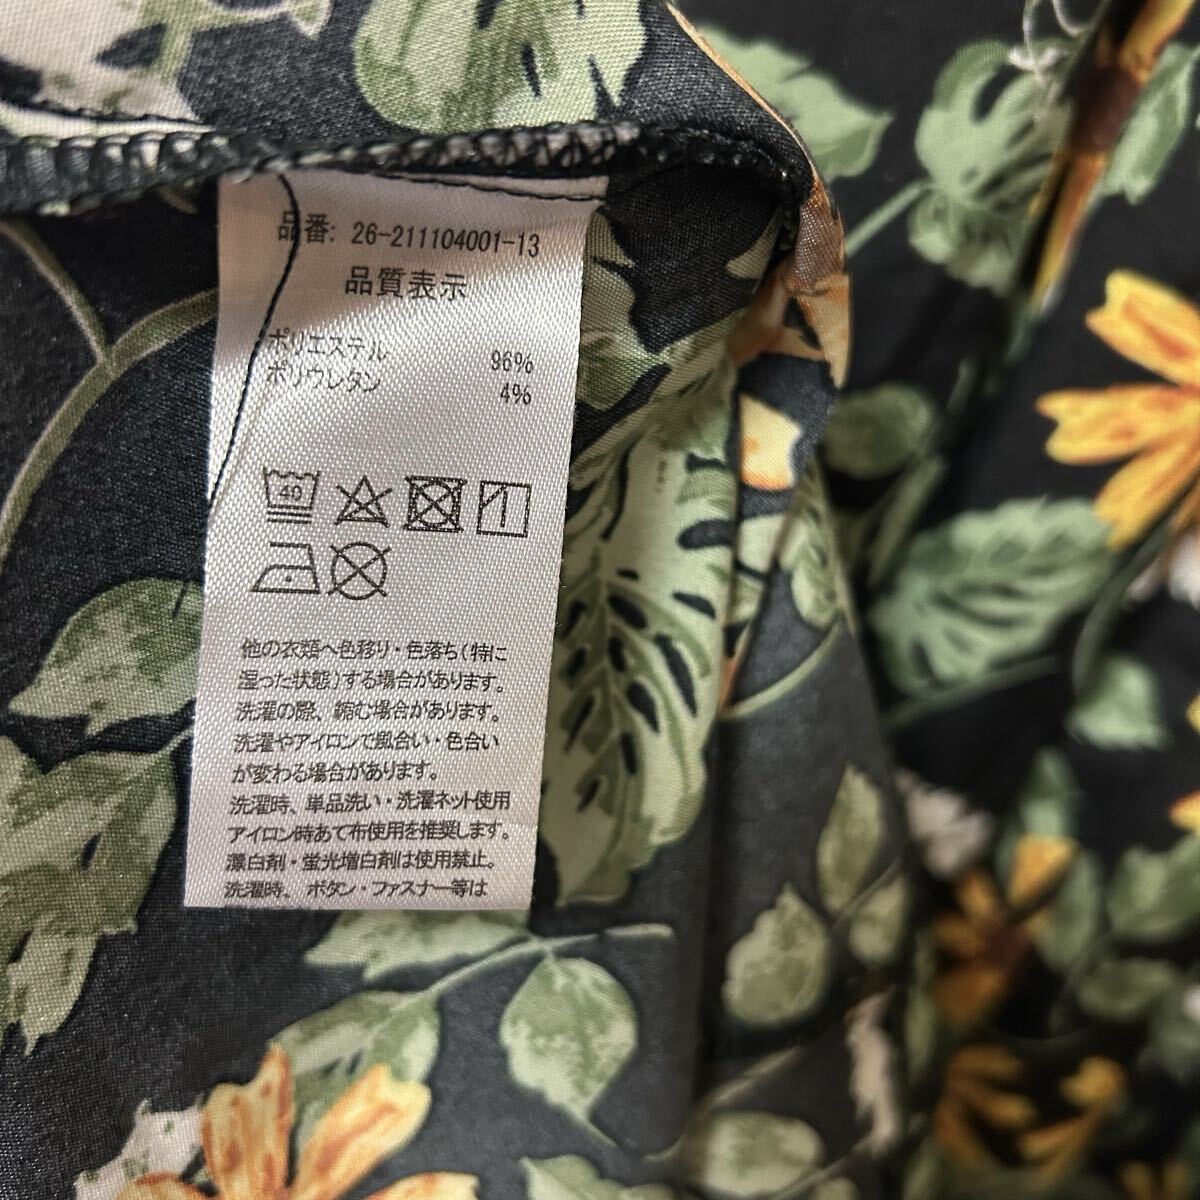 品番: 26-211104001-13
品質表示
ポリエステル 96%
ポリウレタン 4%
40
他の衣類へ色移り・色落ち(特に
湿った状態)する場合があります。
洗濯の際、縮む場合があります。
洗濯やアイロンで風合い・色合い
が変わる場合があります。
洗濯時、単品洗い・洗濯ネット使用
アイロン時あて布使用を推奨します。
漂白剤・蛍光増白剤は使用禁止。
洗濯時、ボタン・ファスナー等は